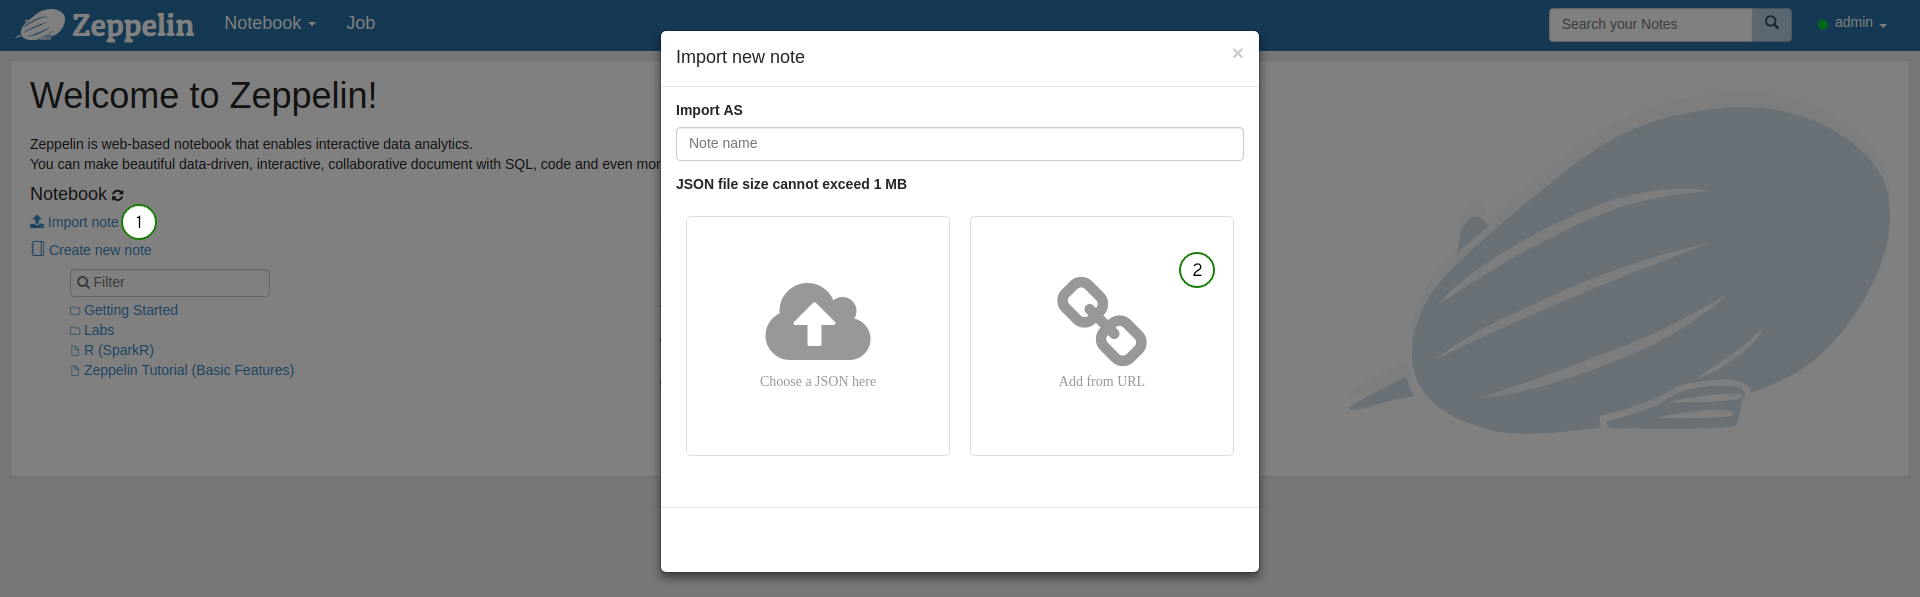 Zeppelin
Notebook
Job
Search your Notes
admin
Import new note
×
Welcome to Zeppelin!
Import AS
Note name
Zeppelin is web-based notebook that enables interactive data analytics.
You can make beautiful data-driven, interactive, collaborative document with SQL, code and even mor
JSON file size cannot exceed 1 MB
Notebook
Import note
1
Create new note
Filter
Getting Started
Labs
R (SparkR)
Zeppelin Tutorial (Basic Features)
2
Choose a JSON here
Add from URL